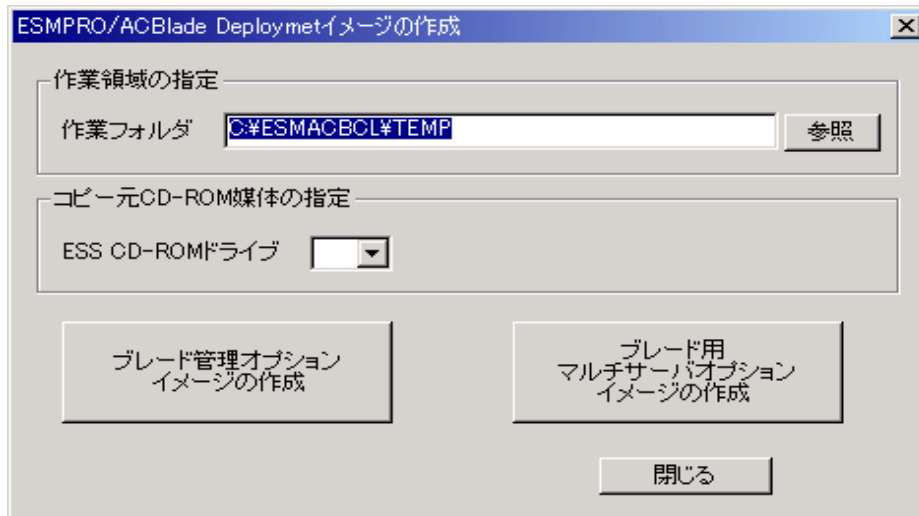 ESMPRO/ACBlade Deploymetイメージの作成
作業領域の指定
作業フォルダ
C:¥ESMACBCL¥TEMP
参照
コピー元CD-ROM媒体の指定
ESS CD-ROMドライブ
ブレード管理オプション
イメージの作成
ブレード用
マルチサーバオプション
イメージの作成
閉じる